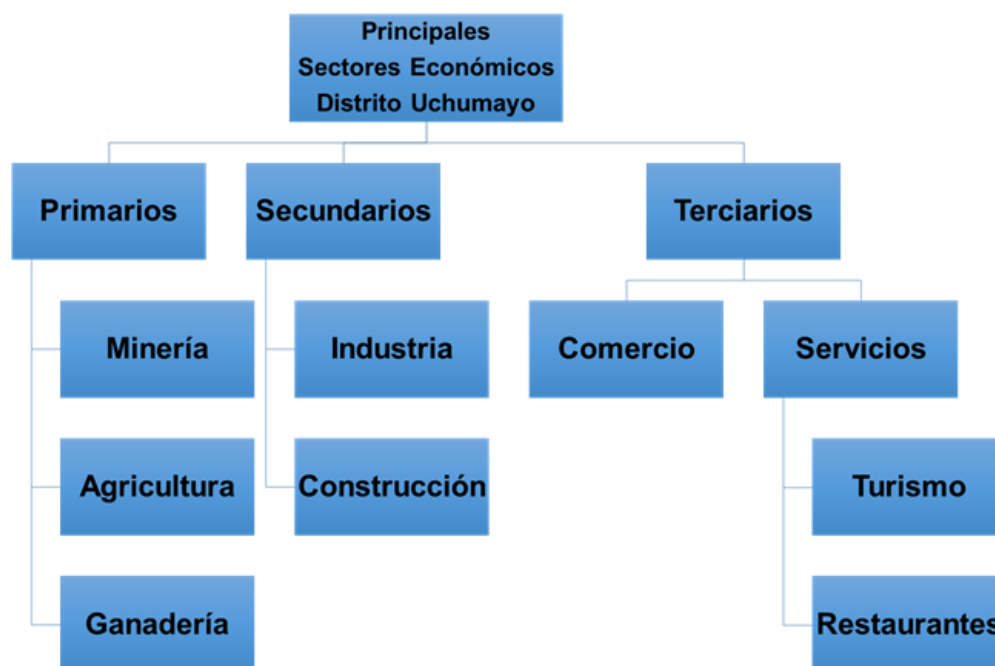 Principales
Sectores Económicos
Distrito Uchumayo
Primarios
Secundarios
Terciarios
Minería
Industria
Comercio
Servicios
Agricultura
Construcción
Turismo
Ganadería
Restaurantes